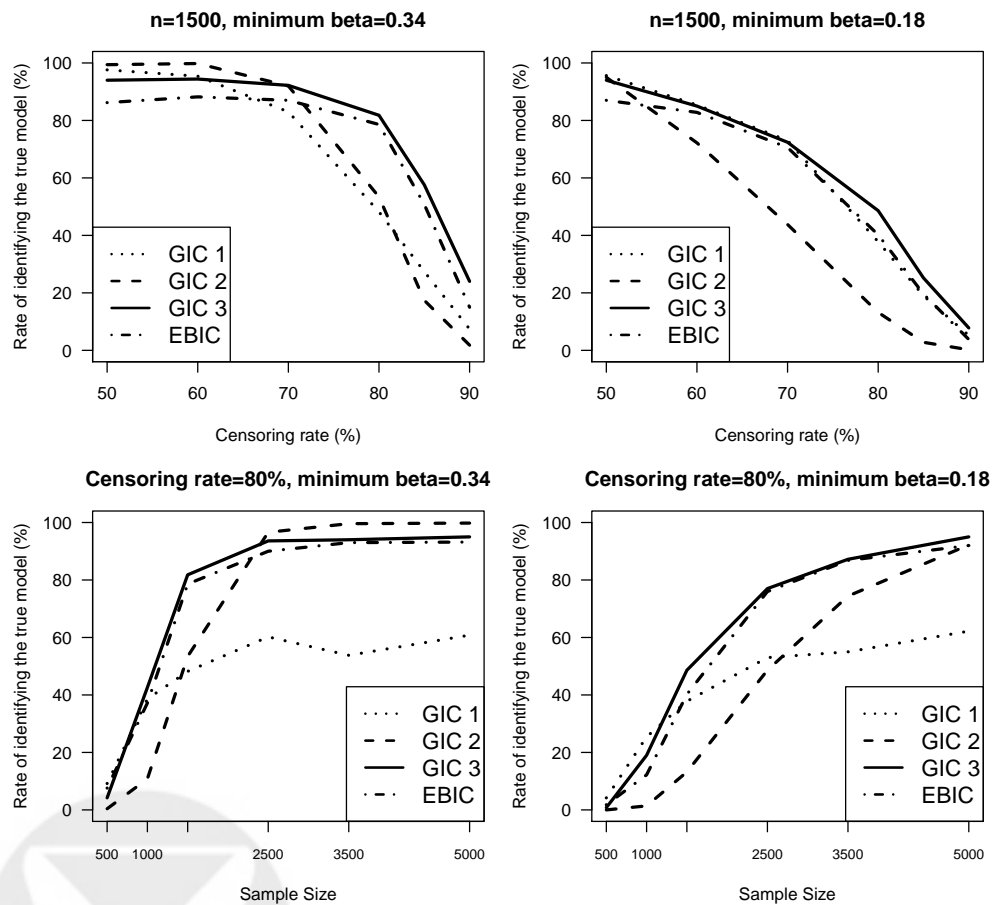 n=1500, minimum beta=0.34
Rate of identifying the true model (%)
100
80
60
40
20
0
GIC 1
GIC 2
GIC 3
EBIC
50 60 70 80 90
Censoring rate (%)
n=1500, minimum beta=0.18
Rate of identifying the true model (%)
100
80
60
40
20
0
GIC 1
GIC 2
GIC 3
EBIC
50 60 70 80 90
Censoring rate (%)
Censoring rate=80%, minimum beta=0.34
Rate of identifying the true model (%)
100
80
60
40
20
0
GIC 1
GIC 2
GIC 3
EBIC
500 1000 2500 3500 5000
Sample Size
Censoring rate=80%, minimum beta=0.18
Rate of identifying the true model (%)
100
80
60
40
20
0
GIC 1
GIC 2
GIC 3
EBIC
500 1000 2500 3500 5000
Sample Size